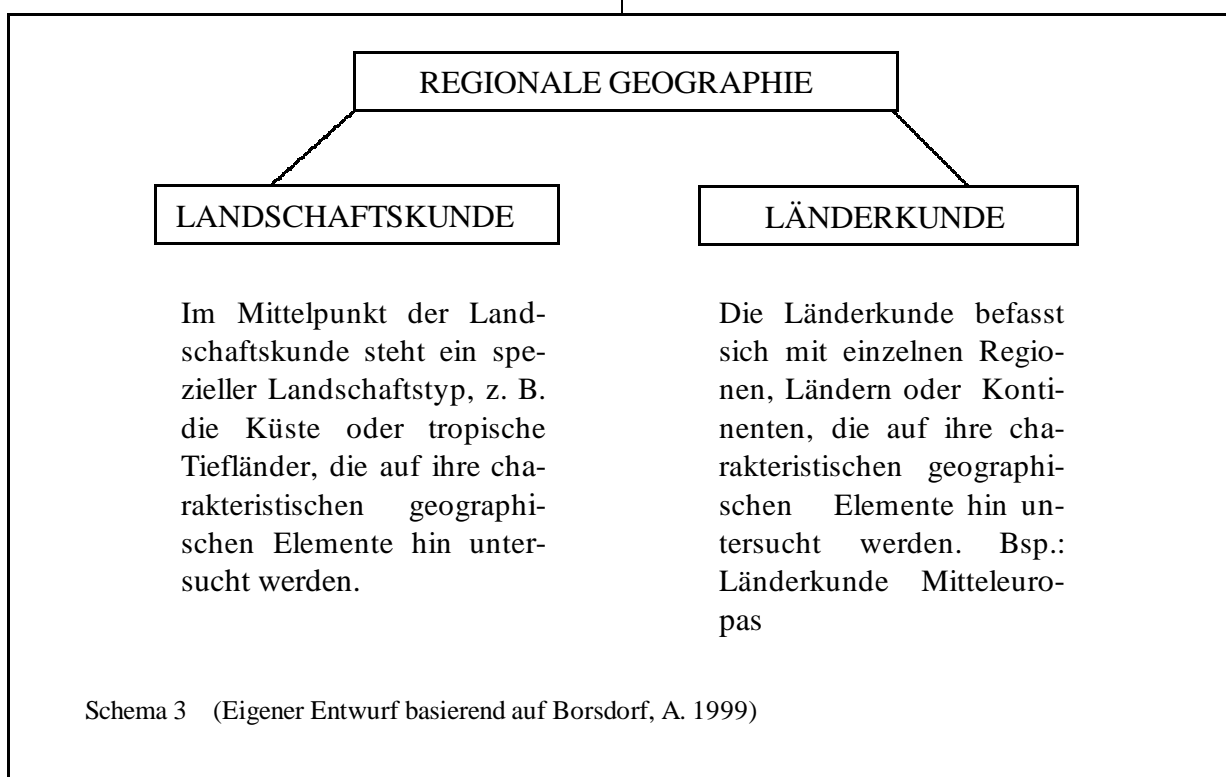 REGIONALE GEOGRAPHIE
LANDSCHAFTSKUNDE
Im Mittelpunkt der Land-
schaftskunde steht ein spe-
zieller Landschaftstyp, z. B.
die Küste oder tropische
Tiefländer, die auf ihre cha-
rakteristischen geographi-
schen Elemente hin unter-
sucht werden.
LÄNDERKUNDE
Die Länderkunde befasst
sich mit einzelnen Regio-
nen, Ländern oder Konti-
nenten, die auf ihre cha-
rakteristischen geographi-
schen Elemente hin un-
tersucht werden. Bsp.:
Länderkunde Mitteleuro-
pas
Schema 3 (Eigener Entwurf basierend auf Borsdorf, A. 1999)